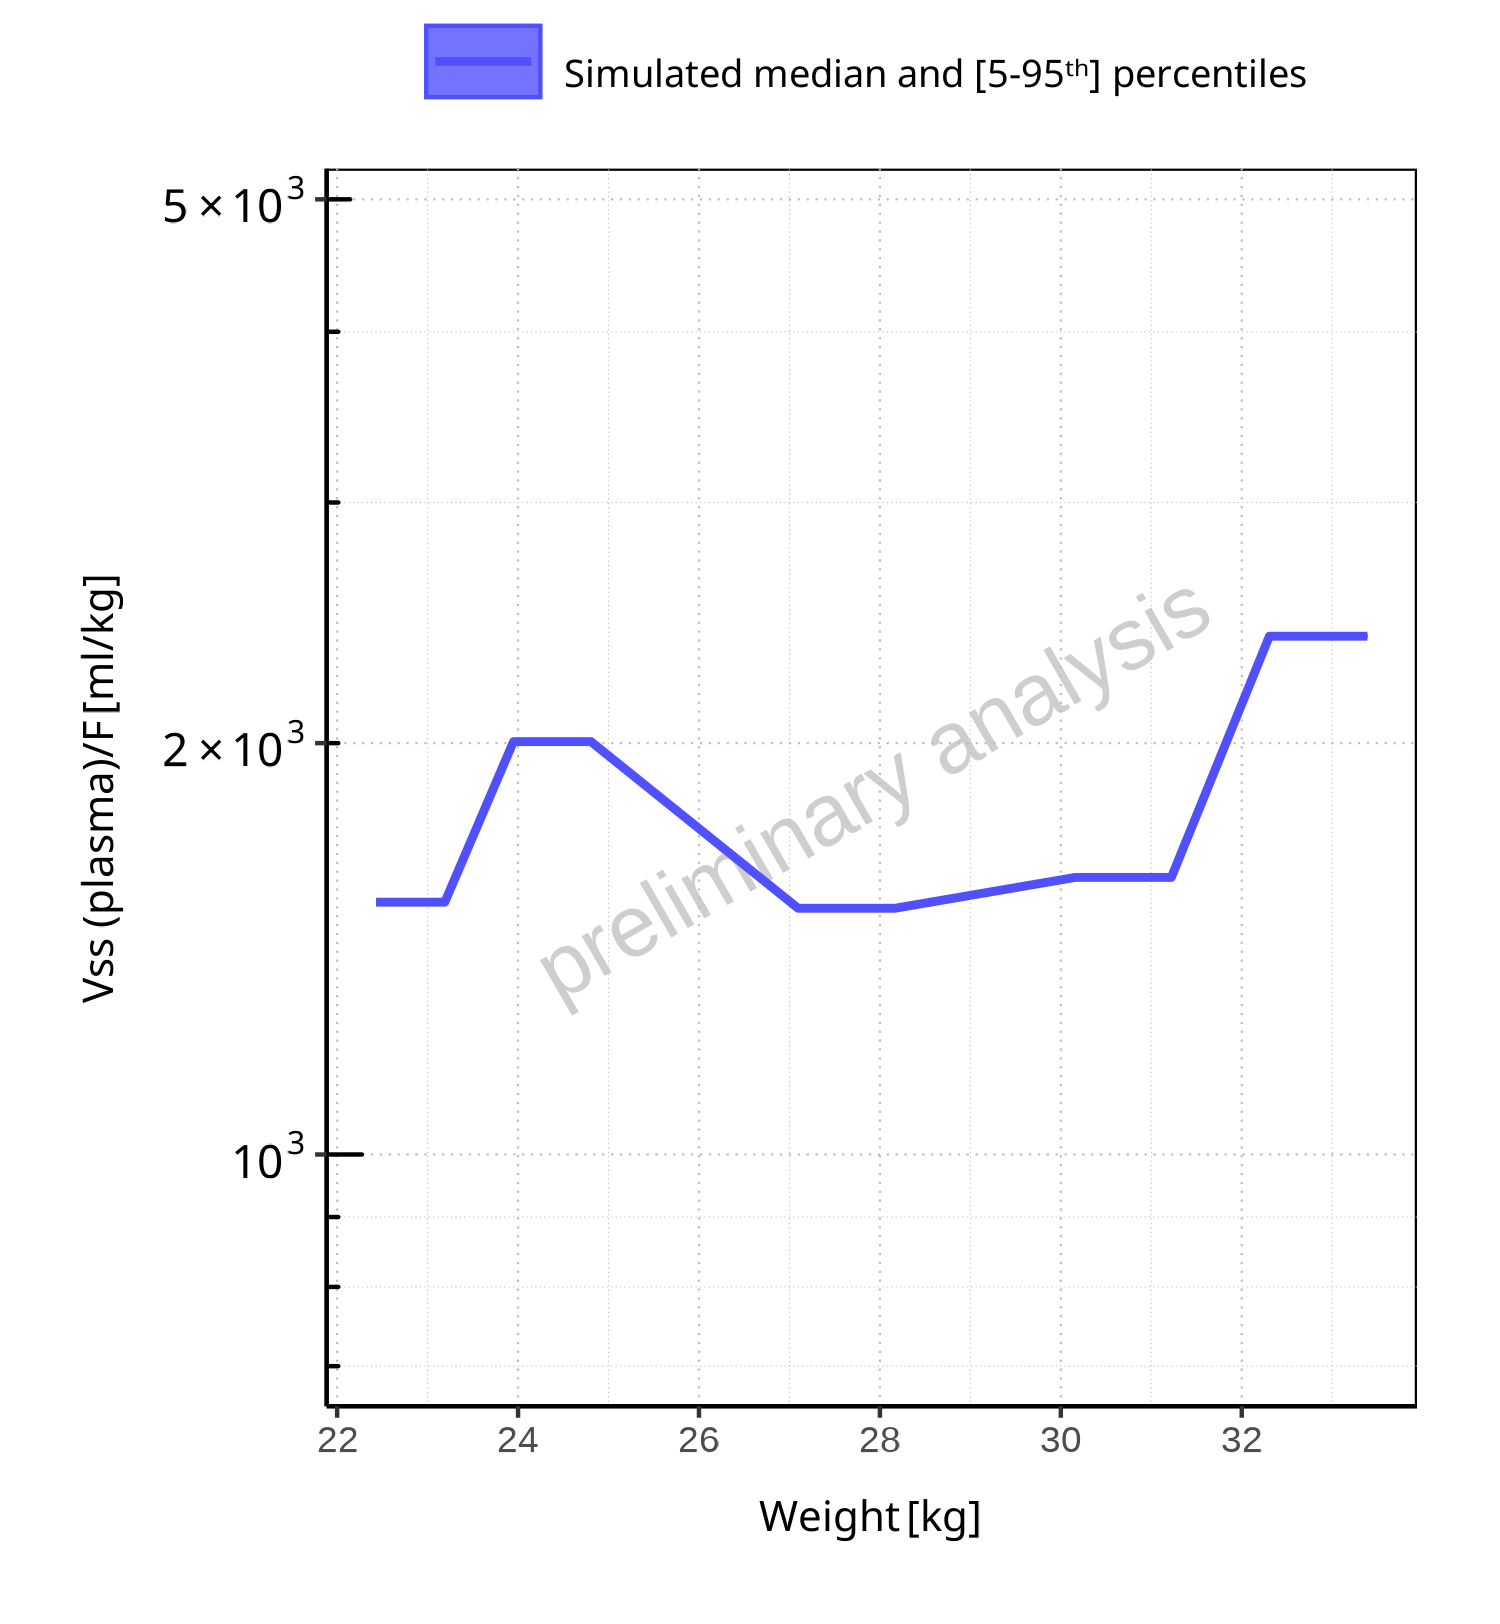 Simulated median and [5-95ᵗʰ] percentiles
5 × 10³
2 × 10³
10³
Vss (plasma)/F [ml/kg]
preliminary analysis
22 24 26 28 30 32
Weight [kg]